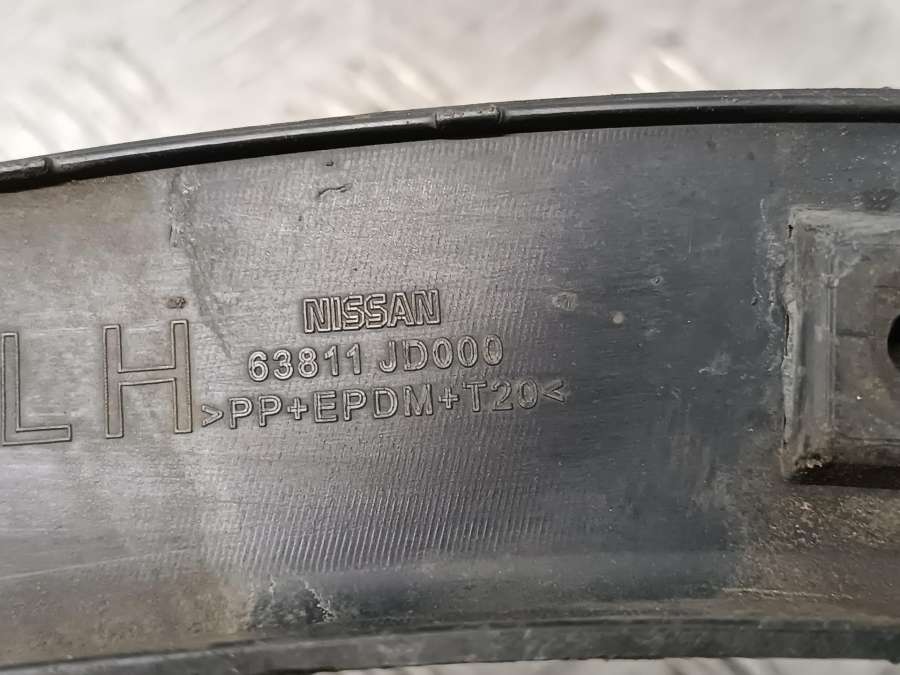 NISSAN
63811 JD000
LH
>PP+EPDM+T20<